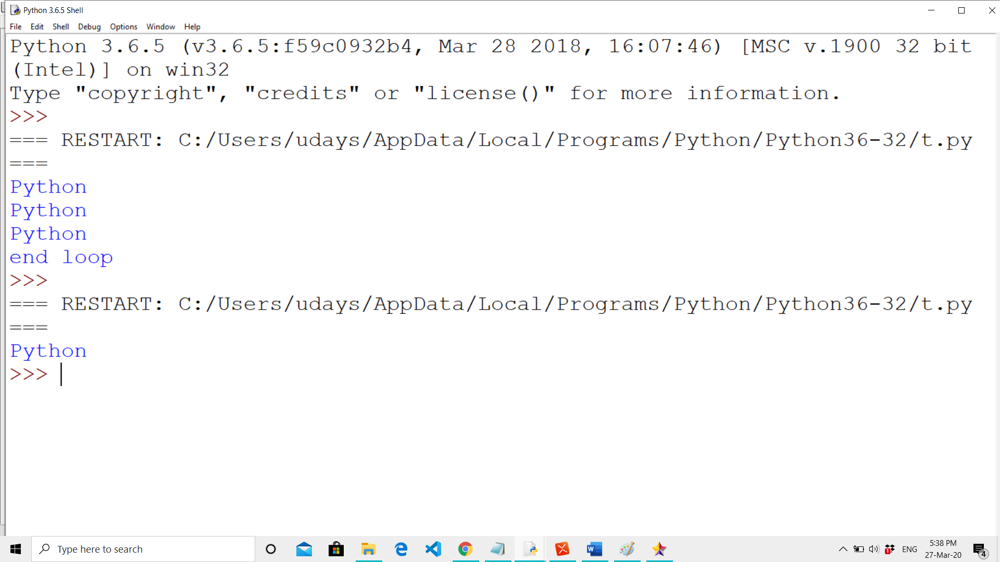 Python 3.6.5 Shell
File Edit Shell Debug Options Window Help
Python 3.6.5 (v3.6.5:f59c0932b4, Mar 28 2018, 16:07:46) [MSC v.1900 32 bit
(Intel)] on win32
Type "copyright", "credits" or "license()" for more information.
>>>
=== RESTART: C:/Users/udays/AppData/Local/Programs/Python/Python36-32/t.py
===
Python
Python
Python
end loop
>>>
=== RESTART: C:/Users/udays/AppData/Local/Programs/Python/Python36-32/t.py
===
Python
>>>
Type here to search
1
ENG
5:38 PM
27-Mar-20
4